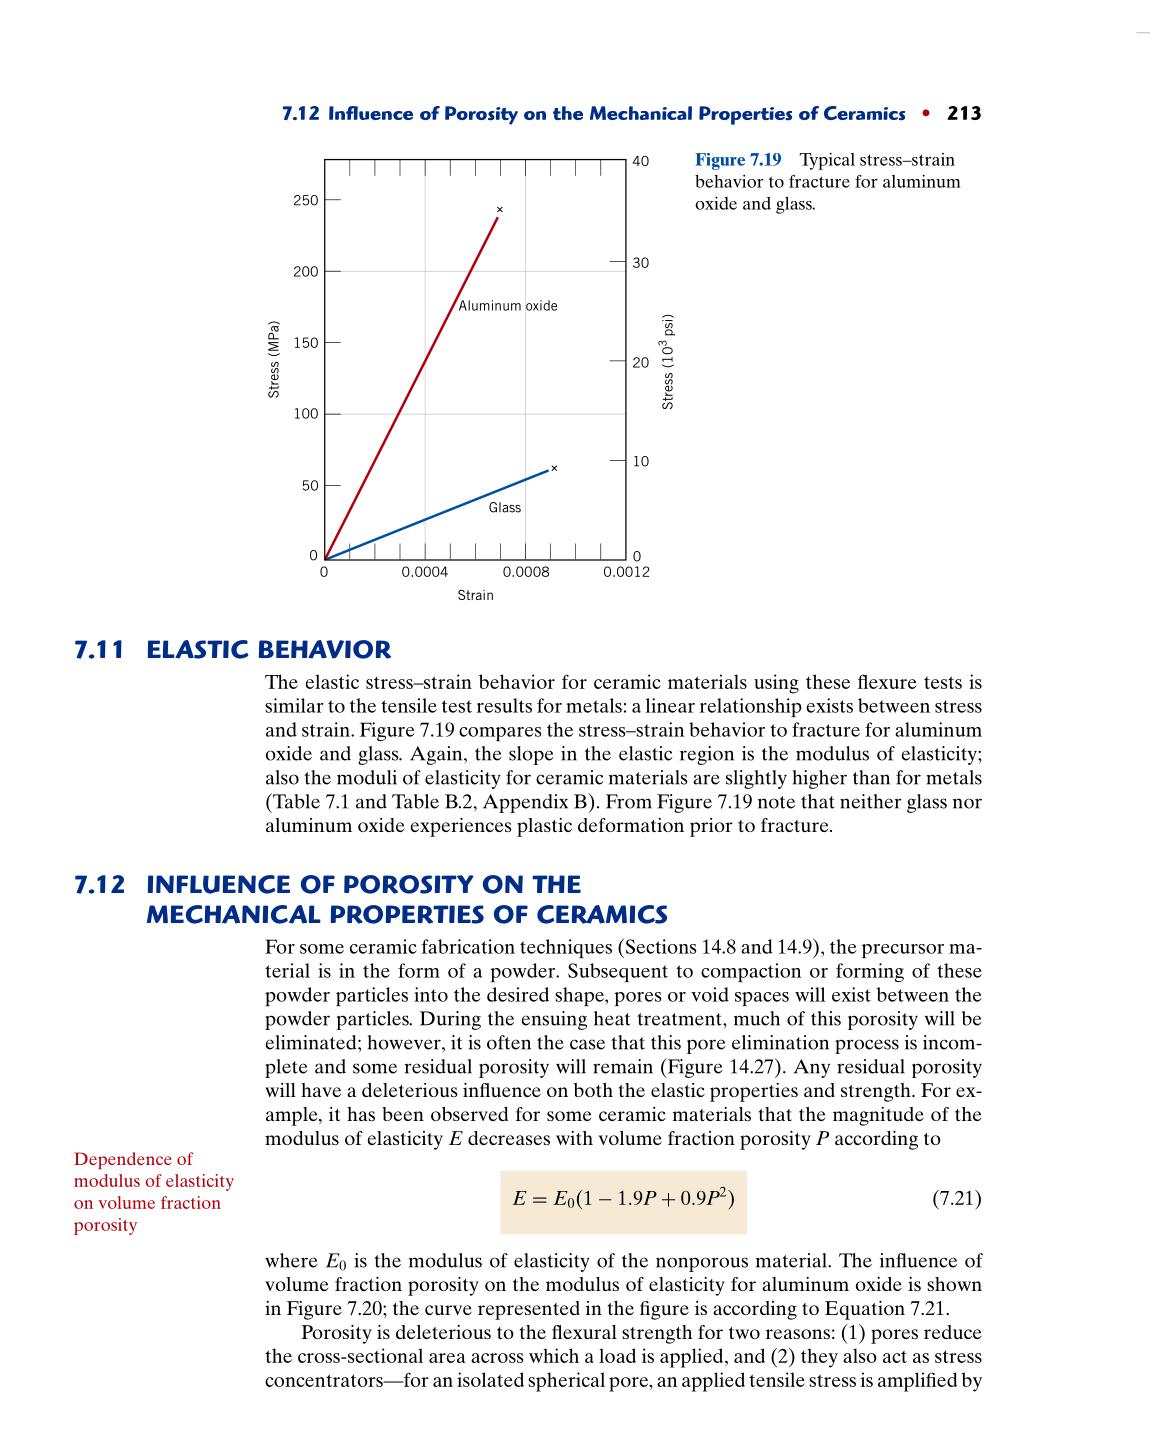 7.12 Influence of Porosity on the Mechanical Properties of Ceramics • 213
40
250
200
150
100
50
0
30
20
10
0
Stress (MPa)
Stress (10³ psi)
×
Aluminum oxide
×
Glass
0
0.0004
0.0008
0.0012
Strain
Figure 7.19 Typical stress–strain
behavior to fracture for aluminum
oxide and glass.
7.11 ELASTIC BEHAVIOR
The elastic stress–strain behavior for ceramic materials using these flexure tests is
similar to the tensile test results for metals: a linear relationship exists between stress
and strain. Figure 7.19 compares the stress–strain behavior to fracture for aluminum
oxide and glass. Again, the slope in the elastic region is the modulus of elasticity;
also the moduli of elasticity for ceramic materials are slightly higher than for metals
(Table 7.1 and Table B.2, Appendix B). From Figure 7.19 note that neither glass nor
aluminum oxide experiences plastic deformation prior to fracture.
7.12 INFLUENCE OF POROSITY ON THE
MECHANICAL PROPERTIES OF CERAMICS
For some ceramic fabrication techniques (Sections 14.8 and 14.9), the precursor ma-
terial is in the form of a powder. Subsequent to compaction or forming of these
powder particles into the desired shape, pores or void spaces will exist between the
powder particles. During the ensuing heat treatment, much of this porosity will be
eliminated; however, it is often the case that this pore elimination process is incom-
plete and some residual porosity will remain (Figure 14.27). Any residual porosity
will have a deleterious influence on both the elastic properties and strength. For ex-
ample, it has been observed for some ceramic materials that the magnitude of the
modulus of elasticity E decreases with volume fraction porosity P according to
Dependence of
modulus of elasticity
on volume fraction
porosity
E = E₀(1 − 1.9P + 0.9P²) (7.21)
where E₀ is the modulus of elasticity of the nonporous material. The influence of
volume fraction porosity on the modulus of elasticity for aluminum oxide is shown
in Figure 7.20; the curve represented in the figure is according to Equation 7.21.
Porosity is deleterious to the flexural strength for two reasons: (1) pores reduce
the cross-sectional area across which a load is applied, and (2) they also act as stress
concentrators—for an isolated spherical pore, an applied tensile stress is amplified by